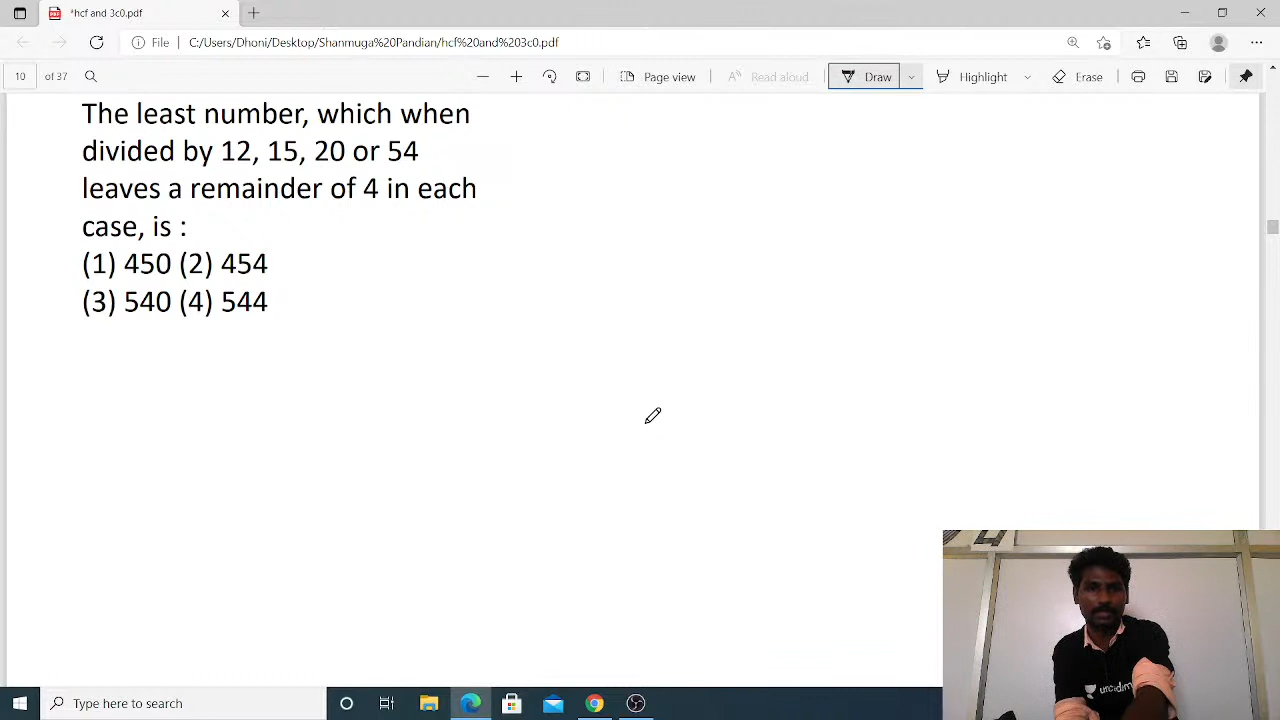 *hcf and 3c0.pdf
File C:/Users/Dhoni/Desktop/Shanmuga%20Pandian/hcf%20and%203c0.pdf
10 of 37 Page view Read aloud Draw Highlight Erase
The least number, which when
divided by 12, 15, 20 or 54
leaves a remainder of 4 in each
case, is :
(1) 450 (2) 454
(3) 540 (4) 544
Type here to search